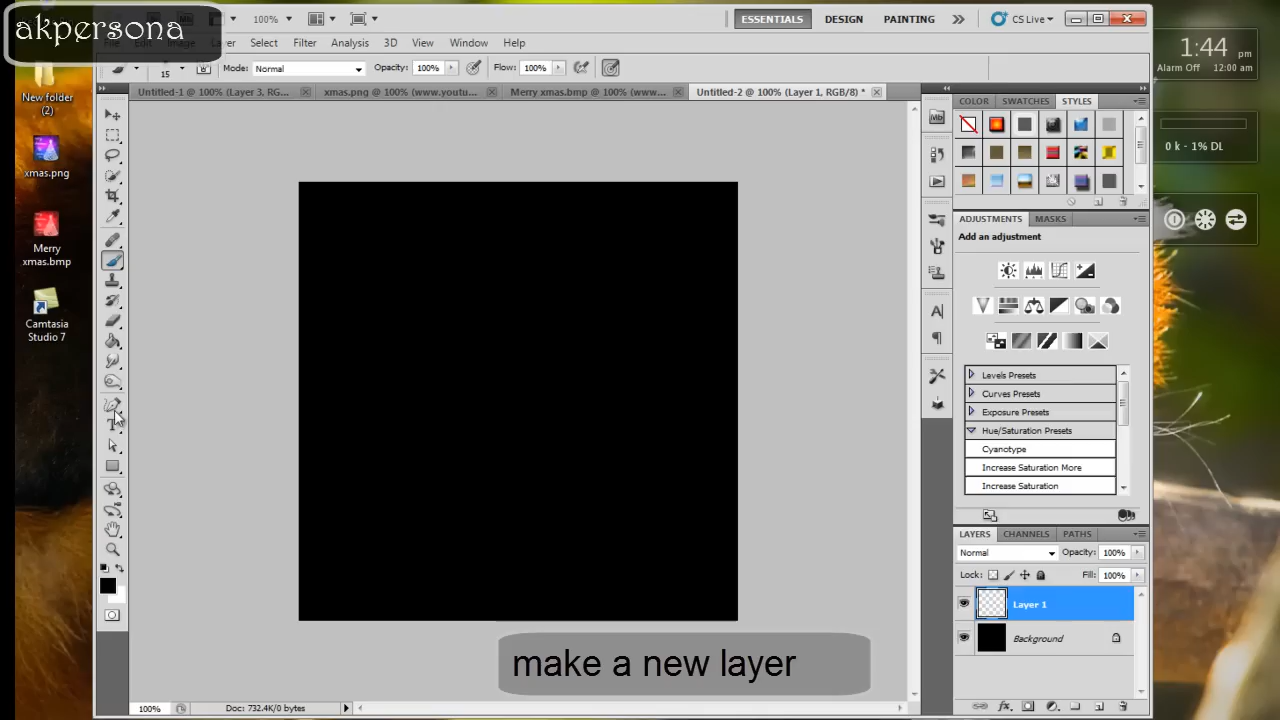 akpersona
100%
ESSENTIALS
DESIGN
PAINTING
CS Live
File Edit Image Layer Select Filter Analysis 3D View Window Help
15
Mode: Normal
Opacity: 100%
Flow: 100%
Untitled-1 @ 100% (Layer 3, RG...
xmas.png @ 100% (www.youtu...
Merry xmas.bmp @ 100% (www...
Untitled-2 @ 100% (Layer 1, RGB/8) *
New folder
(2)
xmas.png
Merry
xmas.bmp
Camtasia
Studio 7
COLOR
SWATCHES
STYLES
ADJUSTMENTS
MASKS
Add an adjustment
Levels Presets
Curves Presets
Exposure Presets
Hue/Saturation Presets
Cyanotype
Increase Saturation More
Increase Saturation
LAYERS
CHANNELS
PATHS
Normal
Opacity: 100%
Lock:
Fill: 100%
Layer 1
Background
make a new layer
100%
Doc: 732.4K/0 bytes
1:44 pm
Alarm Off 12:00 am
0 k - 1% DL